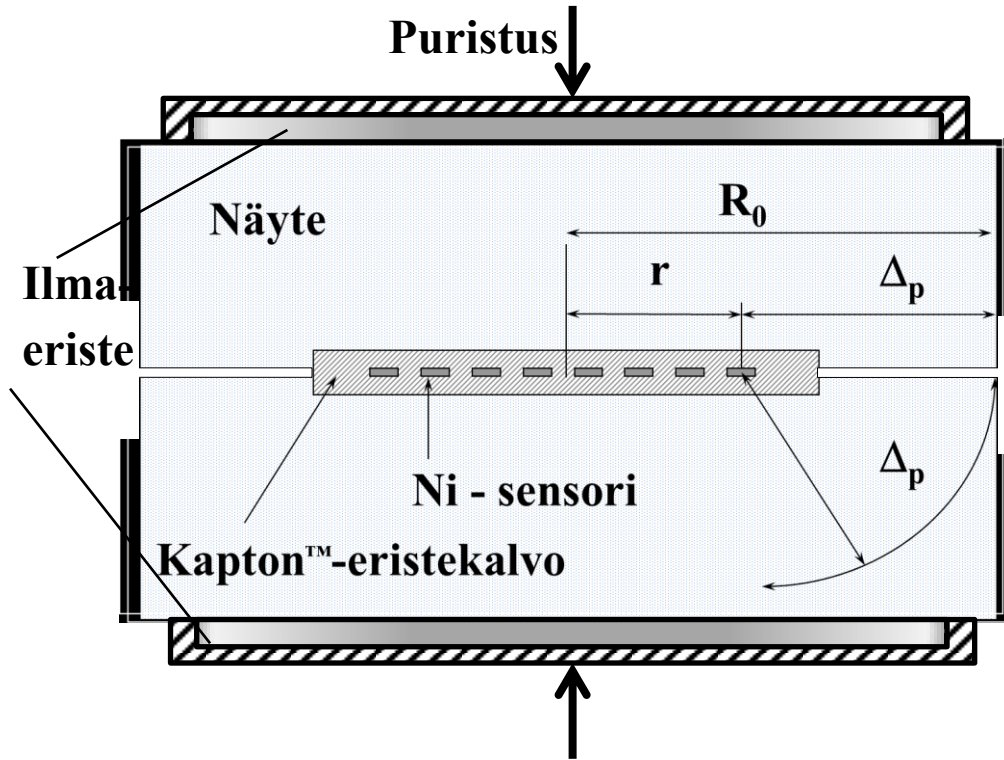 Puristus
Näyte
R₀
r
Δₚ
Ilma-
eriste
Δₚ
Ni - sensori
Kapton™-eristekalvo